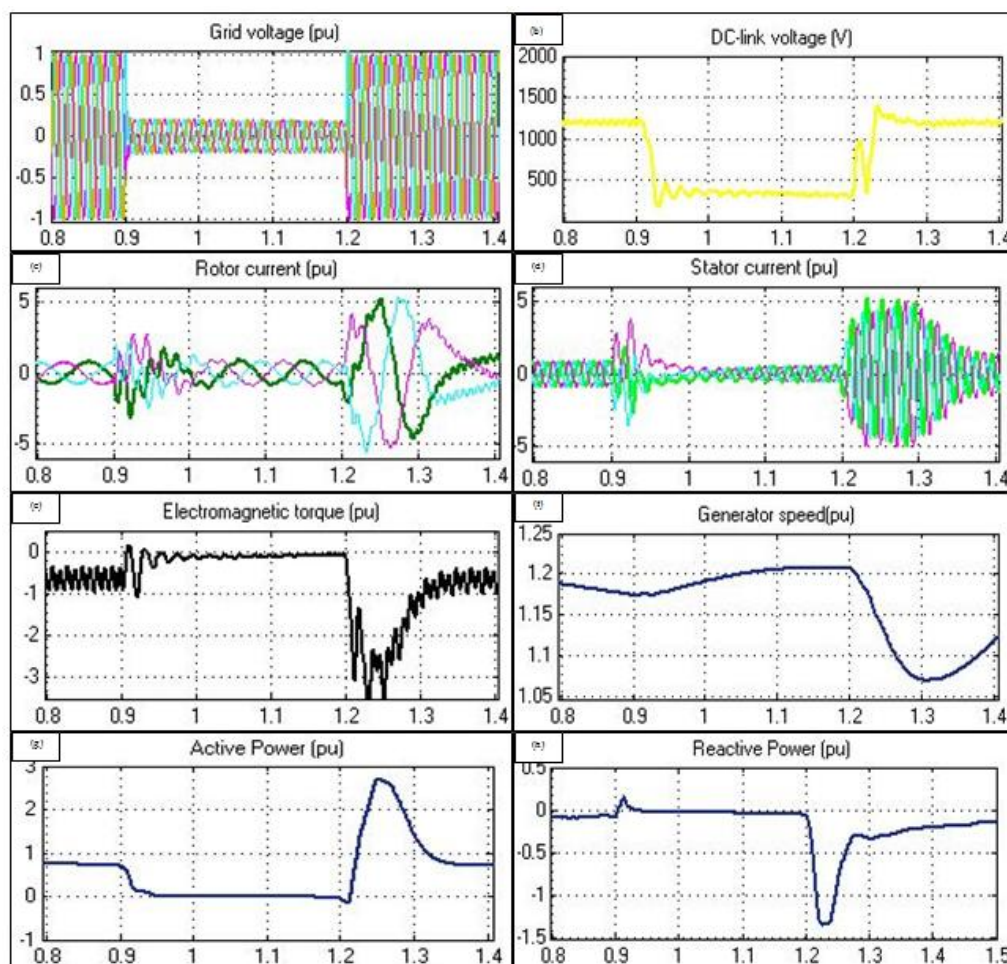 Grid voltage (pu)
1
0.5
0
-0.5
-1
0.8 0.9 1 1.1 1.2 1.3 1.4
(b)
DC-link voltage (V)
2000
1500
1000
500
0.8 0.9 1 1.1 1.2 1.3 1.4
(c)
Rotor current (pu)
5
0
-5
0.8 0.9 1 1.1 1.2 1.3 1.4
(d)
Stator current (pu)
5
0
-5
0.8 0.9 1 1.1 1.2 1.3 1.4
(e)
Electromagnetic torque (pu)
0
-1
-2
-3
0.8 0.9 1 1.1 1.2 1.3 1.4
(f)
Generator speed(pu)
1.25
1.2
1.15
1.1
1.05
0.8 0.9 1 1.1 1.2 1.3 1.4
(g)
Active Power (pu)
3
2
1
0
-1
0.8 0.9 1 1.1 1.2 1.3 1.4
Reactive Power (pu)
0.5
0
-0.5
-1
-1.5
0.8 0.9 1 1.1 1.2 1.3 1.4 1.5